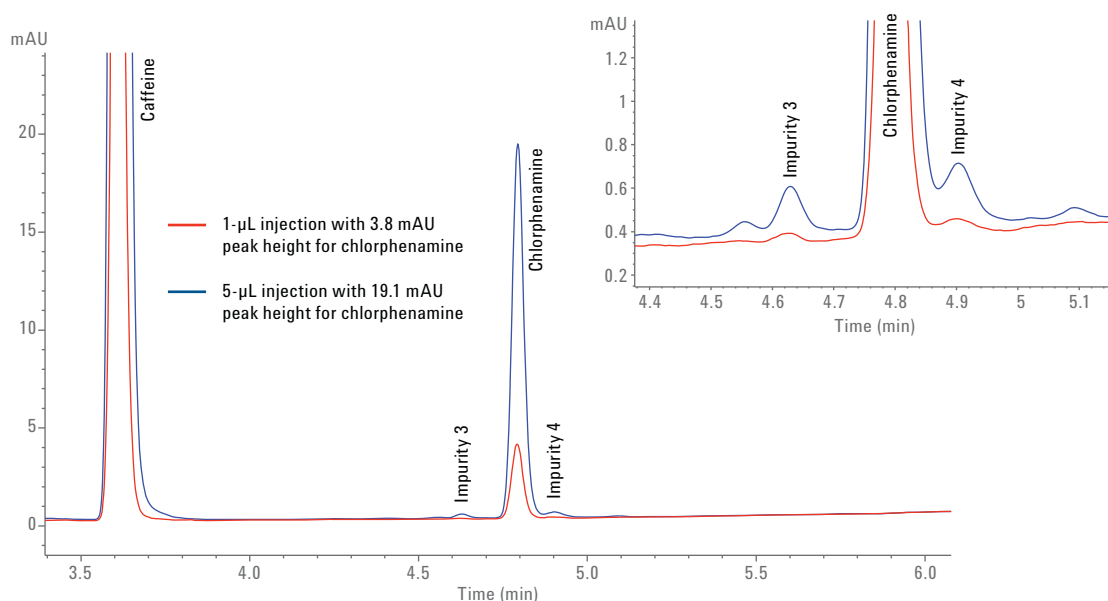 mAU
20
15
10
5
0
3.5
4.0
4.5
5.0
5.5
6.0
Time (min)
Caffeine
1-µL injection with 3.8 mAU
peak height for chlorphenamine
5-µL injection with 19.1 mAU
peak height for chlorphenamine
Impurity 3
Chlorphenamine
Impurity 4
mAU
1.2
1
0.8
0.6
0.4
0.2
4.4
4.5
4.6
4.7
4.8
4.9
5
5.1
Time (min)
Impurity 3
Chlorphenamine
Impurity 4